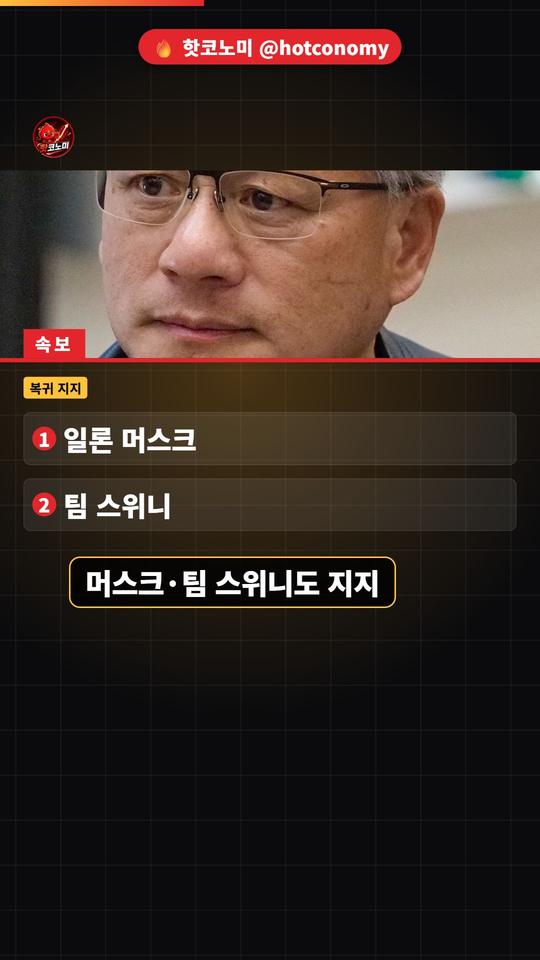 핫코노미 @hotconomy
핫코노미
속보
복귀 지지
1 일론 머스크
2 팀 스위니
머스크·팀 스위니도 지지